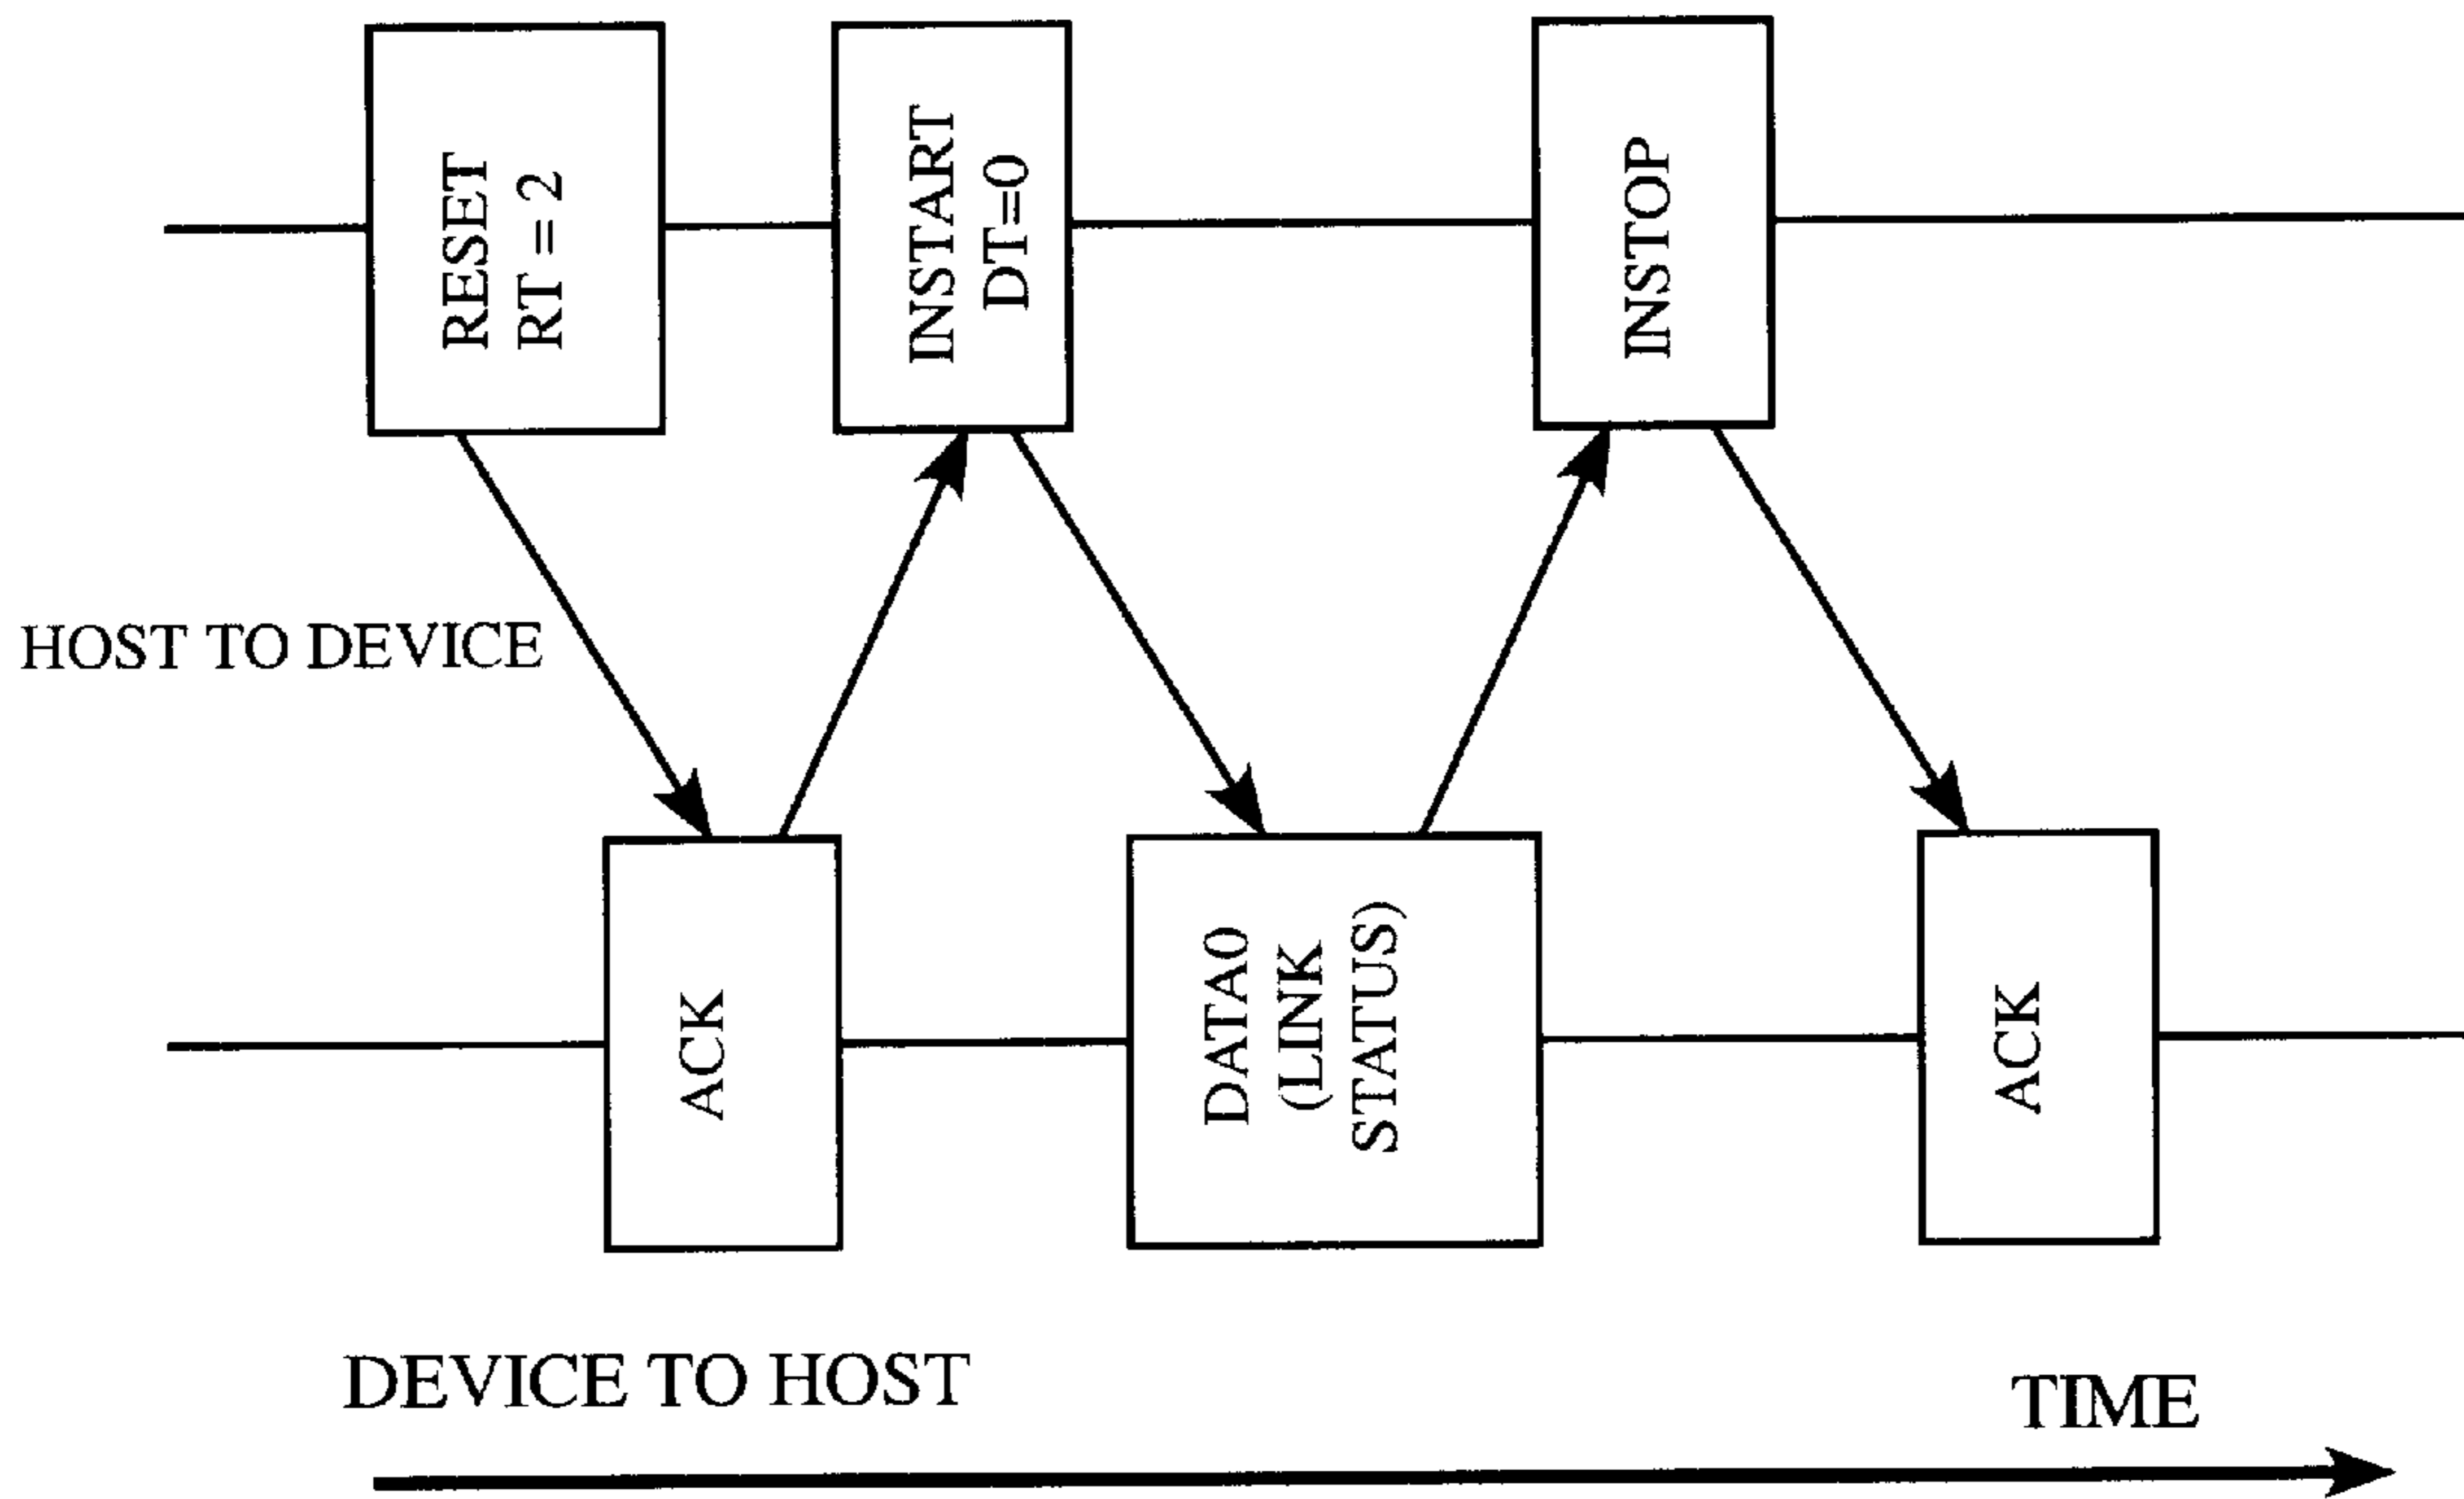 RESET
RT = 2
INSTART
DT=0
INSTOP
HOST TO DEVICE
ACK
DATA0
(LINK
STATUS)
ACK
DEVICE TO HOST
TIME